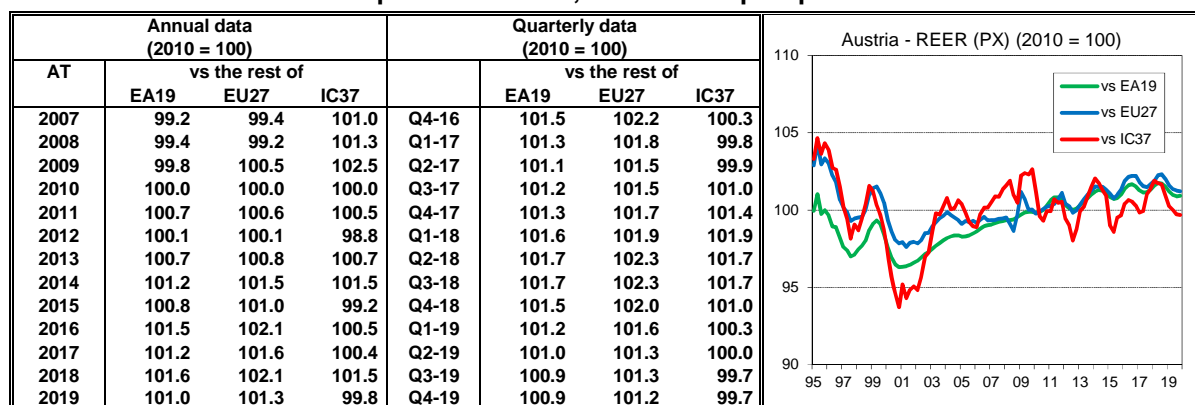 Annual data Quarterly data
(2010 = 100) (2010 = 100)
AT vs the rest of vs the rest of
EA19 EU27 IC37 EA19 EU27 IC37
2007 99.2 99.4 101.0 Q4-16 101.5 102.2 100.3
2008 99.4 99.2 101.3 Q1-17 101.3 101.8 99.8
2009 99.8 100.5 102.5 Q2-17 101.1 101.5 99.9
2010 100.0 100.0 100.0 Q3-17 101.2 101.5 101.0
2011 100.7 100.6 100.5 Q4-17 101.3 101.7 101.4
2012 100.1 100.1 98.8 Q1-18 101.6 101.9 101.9
2013 100.7 100.8 100.7 Q2-18 101.7 102.3 101.7
2014 101.2 101.5 101.5 Q3-18 101.7 102.3 101.7
2015 100.8 101.0 99.2 Q4-18 101.5 102.0 101.0
2016 101.5 102.1 100.5 Q1-19 101.2 101.6 100.3
2017 101.2 101.6 100.4 Q2-19 101.0 101.3 100.0
2018 101.6 102.1 101.5 Q3-19 100.9 101.3 99.7
2019 101.0 101.3 99.8 Q4-19 100.9 101.2 99.7
Austria - REER (PX) (2010 = 100)
110
vs EA19
vs EU27
vs IC37
105
100
95
90
95 97 99 01 03 05 07 09 11 13 15 17 19